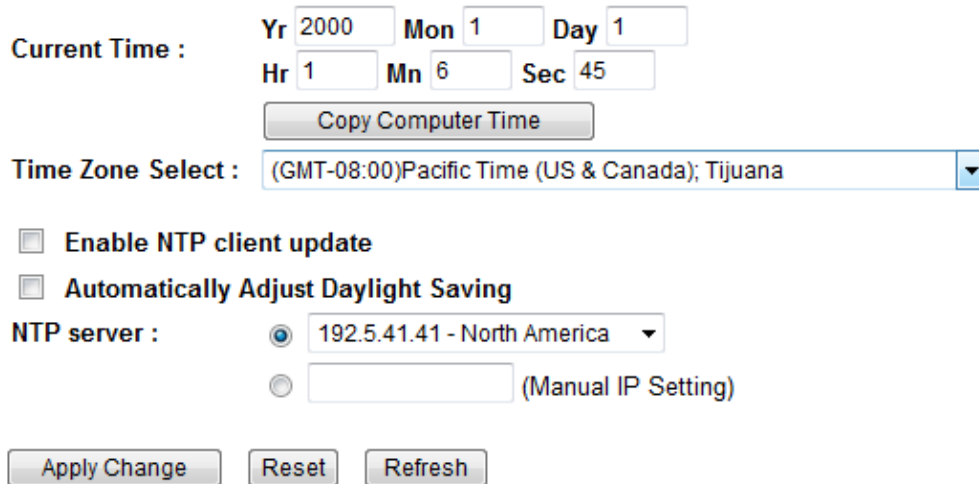 Current Time :
Yr 2000 Mon 1 Day 1
Hr 1 Mn 6 Sec 45
Copy Computer Time
Time Zone Select : (GMT-08:00)Pacific Time (US & Canada); Tijuana
Enable NTP client update
Automatically Adjust Daylight Saving
NTP server : 192.5.41.41 - North America
(Manual IP Setting)
Apply Change Reset Refresh